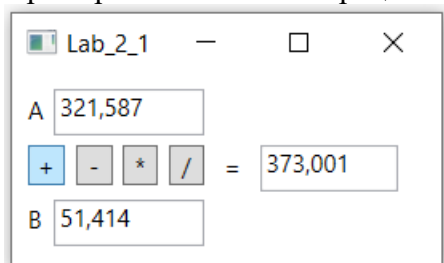 Lab_2_1
A 321,587
+ - * / = 373,001
B 51,414